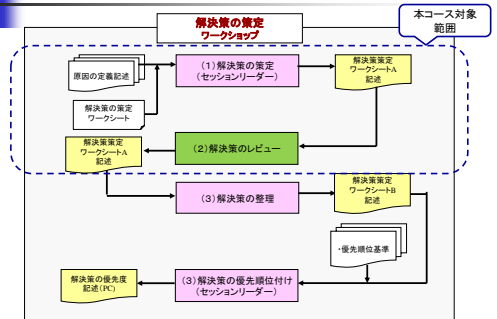 解決策の策定
ワークショップ
本コース対象
範囲
原因の定義記述
(1)解決策の策定
(セッションリーダー)
解決策策定
ワークシートA
記述
解決策の策定
ワークシート
解決策策定
ワークシートA
記述
(2)解決策のレビュー
(3)解決策の整理
解決策策定
ワークシートB
記述
・優先順位基準
解決策の優先度
記述(PC)
(3)解決策の優先順位付け
(セッションリーダー)